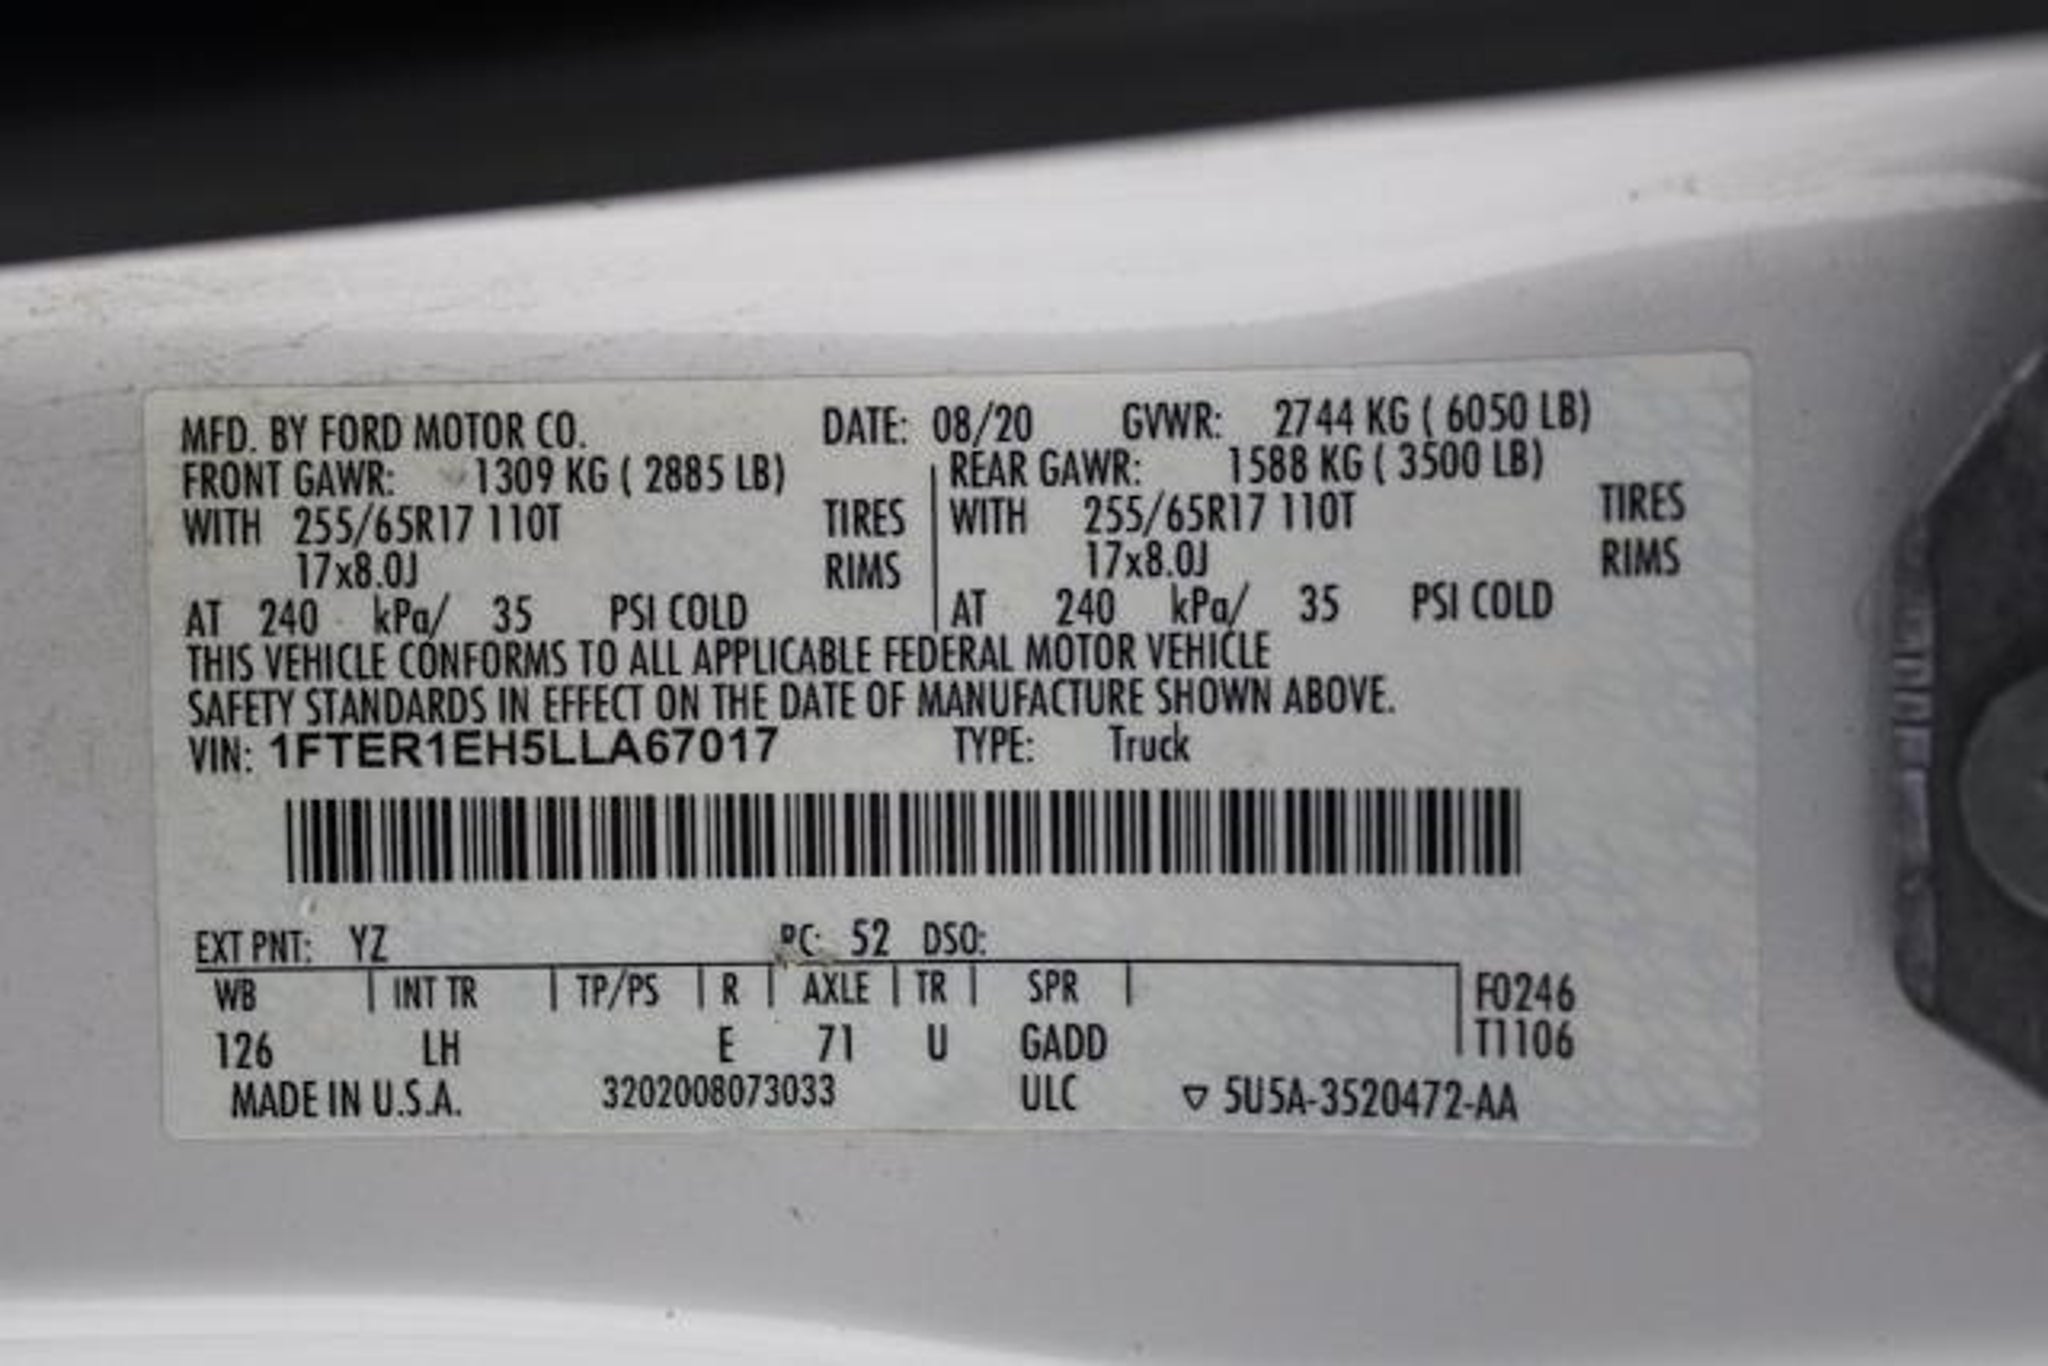 MFD. BY FORD MOTOR CO. DATE: 08/20 GVWR: 2744 KG ( 6050 LB)
FRONT GAWR: 1309 KG ( 2885 LB) REAR GAWR: 1588 KG ( 3500 LB)
WITH 255/65R17 110T TIRES WITH 255/65R17 110T TIRES
17x8.0J RIMS 17x8.0J RIMS
AT 240 kPa/ 35 PSI COLD AT 240 kPa/ 35 PSI COLD
THIS VEHICLE CONFORMS TO ALL APPLICABLE FEDERAL MOTOR VEHICLE
SAFETY STANDARDS IN EFFECT ON THE DATE OF MANUFACTURE SHOWN ABOVE.
VIN: 1FTER1EH5LLA67017 TYPE: Truck
EXT PNT: YZ RC: 52 DSO:
WB | INT TR | TP/PS | R | AXLE | TR | SPR | F0246
126 LH E 71 U GADD T1106
MADE IN U.S.A. 3202008073033 ULC ▽ 5U5A-3520472-AA